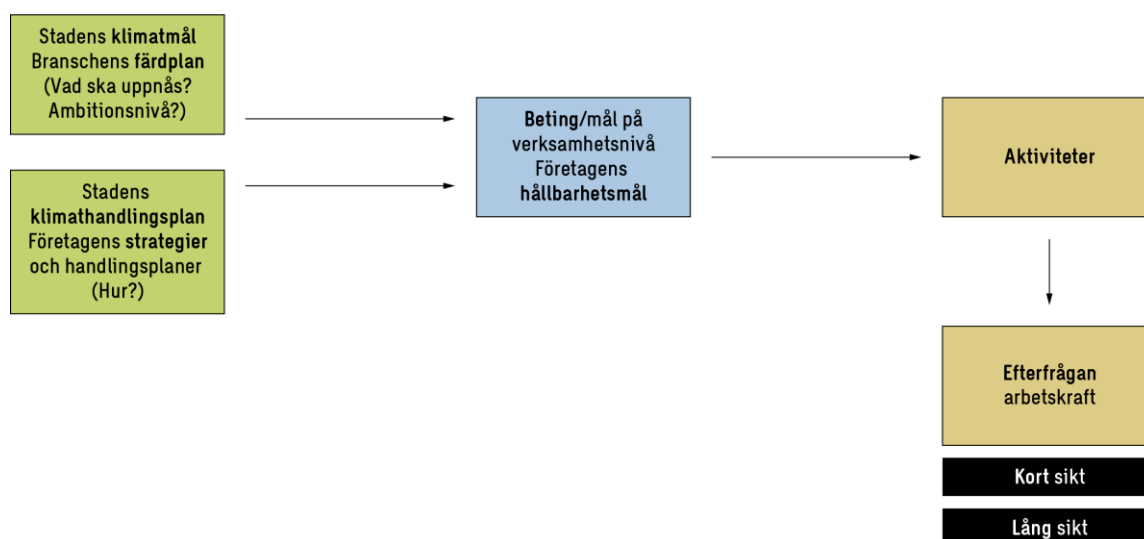 Stadens klimatmål
Branschens färdplan
(Vad ska uppnås?
Ambitionsnivå?)
Stadens
klimathandlingsplan
Företagens strategier
och handlingsplaner
(Hur?)
Beting/mål på
verksamhetsnivå
Företagens
hållbarhetsmål
Aktiviteter
Efterfrågan
arbetskraft
Kort sikt
Lång sikt